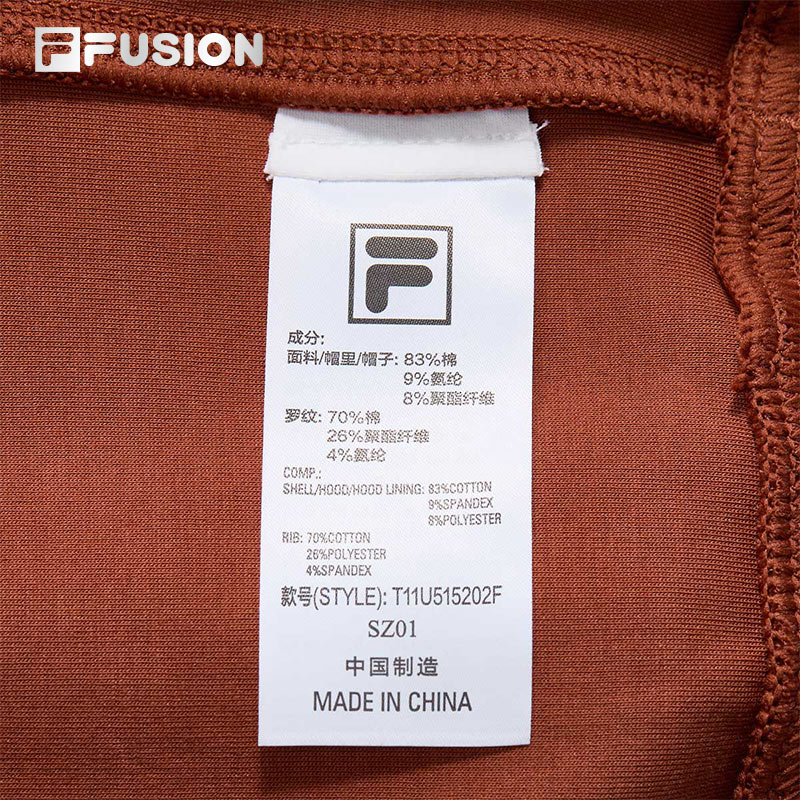 FUSION
F
成分:
面料/帽里/帽子: 83%棉
9%氨纶
8%聚酯纤维
罗纹: 70%棉
26%聚酯纤维
4%氨纶
COMP.:
SHELL/HOOD/HOOD LINING: 83%COTTON
9%SPANDEX
8%POLYESTER
RIB: 70%COTTON
26%POLYESTER
4%SPANDEX
款号(STYLE): T11U515202F
SZ01
中国制造
MADE IN CHINA